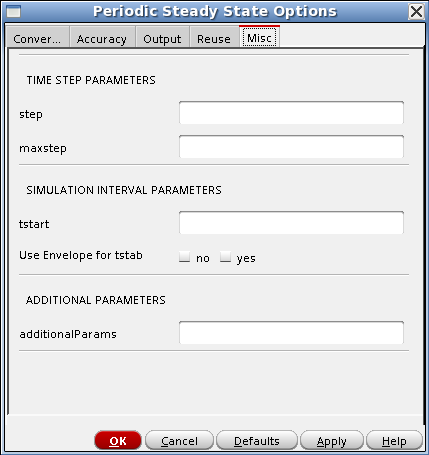 Periodic Steady State Options
Conver... Accuracy Output Reuse Misc
TIME STEP PARAMETERS
step
maxstep
SIMULATION INTERVAL PARAMETERS
tstart
Use Envelope for tstab no yes
ADDITIONAL PARAMETERS
additionalParams
OK Cancel Defaults Apply Help